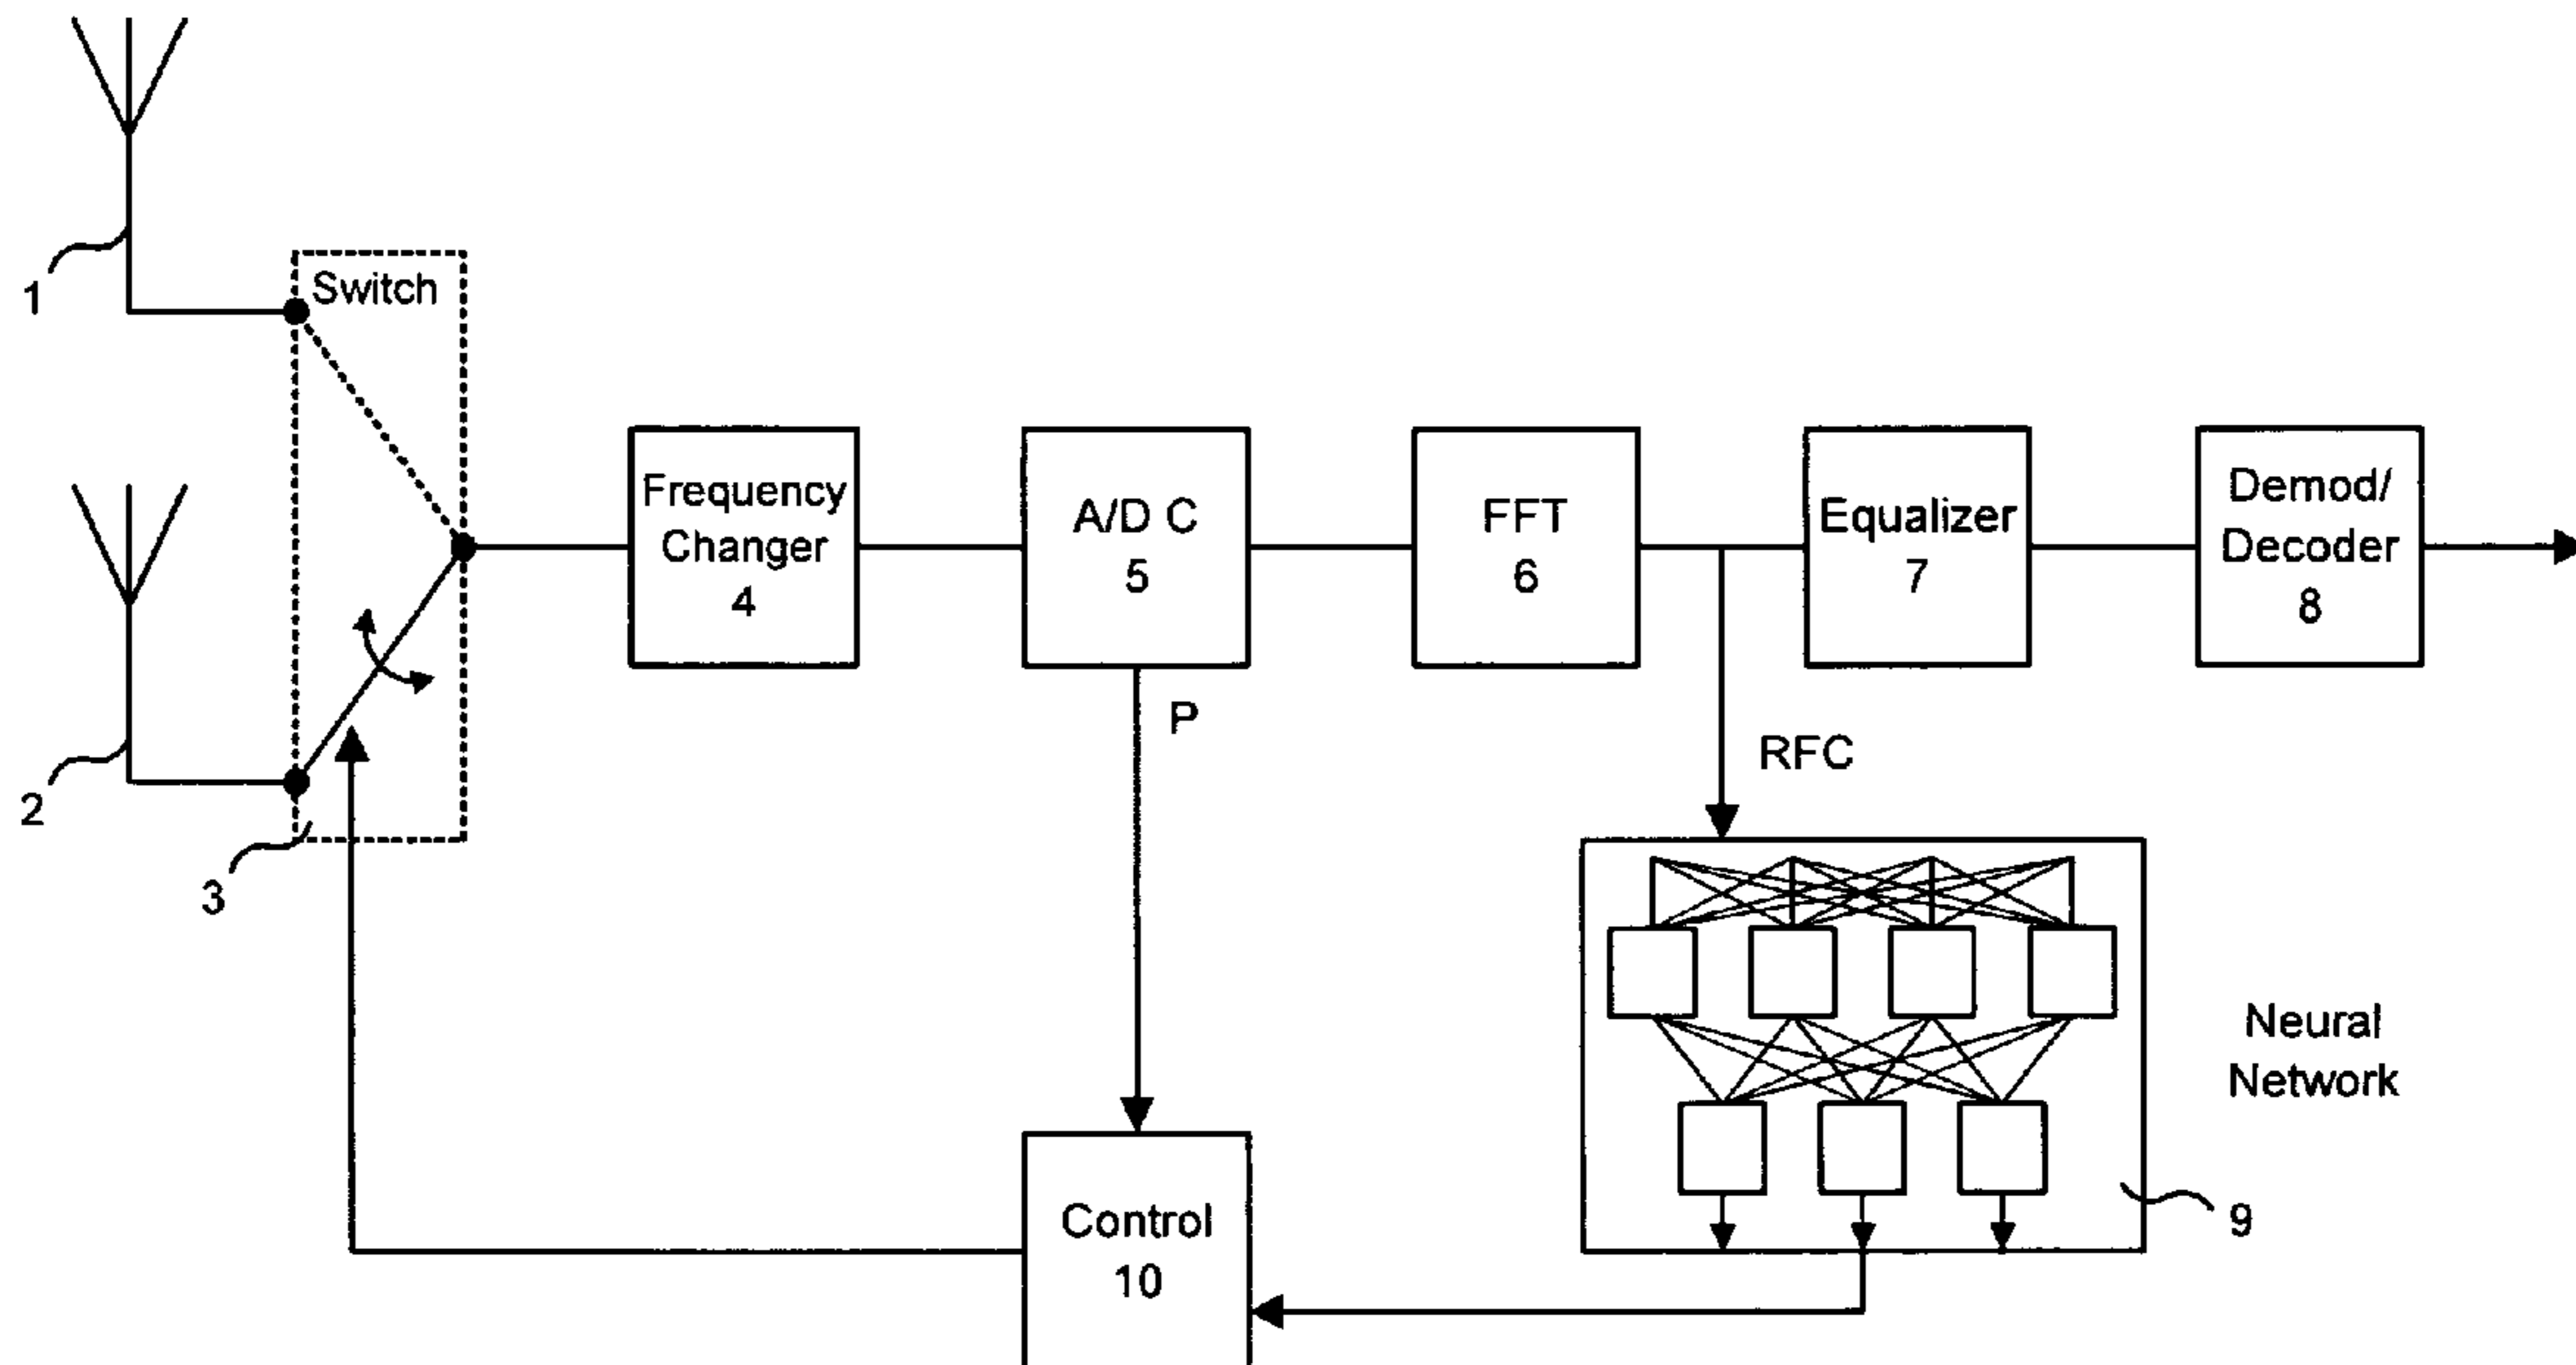 1
Switch
2
3
Frequency
Changer
4
A/D C
5
FFT
6
Equalizer
7
Demod/
Decoder
8
P
RFC
Neural
Network
9
Control
10